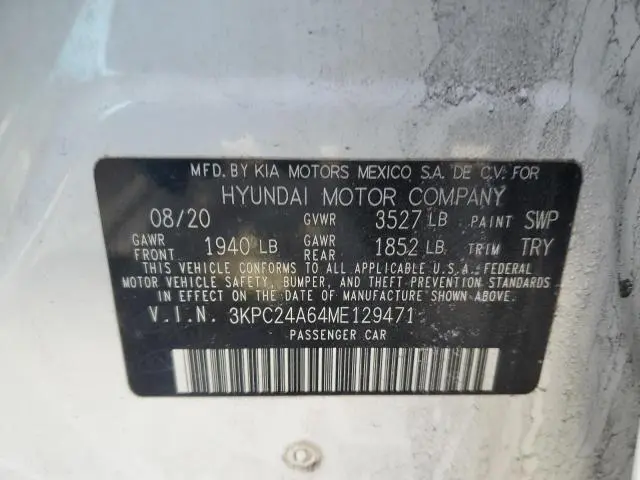 MFD. BY KIA MOTORS MEXICO S.A. DE C.V. FOR
HYUNDAI MOTOR COMPANY
08/20 GVWR 3527 LB PAINT SWP
GAWR FRONT 1940 LB GAWR REAR 1852 LB TRIM TRY
THIS VEHICLE CONFORMS TO ALL APPLICABLE U.S.A. FEDERAL
MOTOR VEHICLE SAFETY, BUMPER, AND THEFT PREVENTION STANDARDS
IN EFFECT ON THE DATE OF MANUFACTURE SHOWN ABOVE.
V.I.N. 3KPC24A64ME129471
PASSENGER CAR